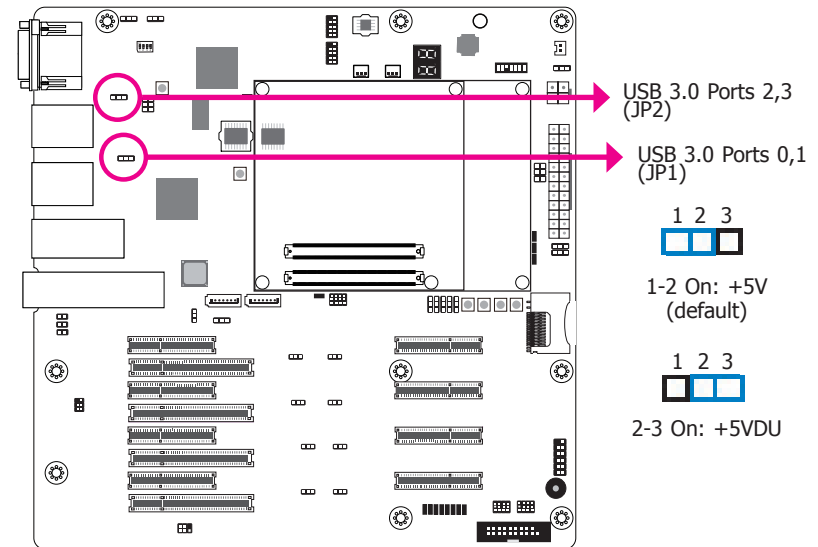 USB 3.0 Ports 2,3
(JP2)
USB 3.0 Ports 0,1
(JP1)
1 2 3
1-2 On: +5V
(default)
1 2 3
2-3 On: +5VDU